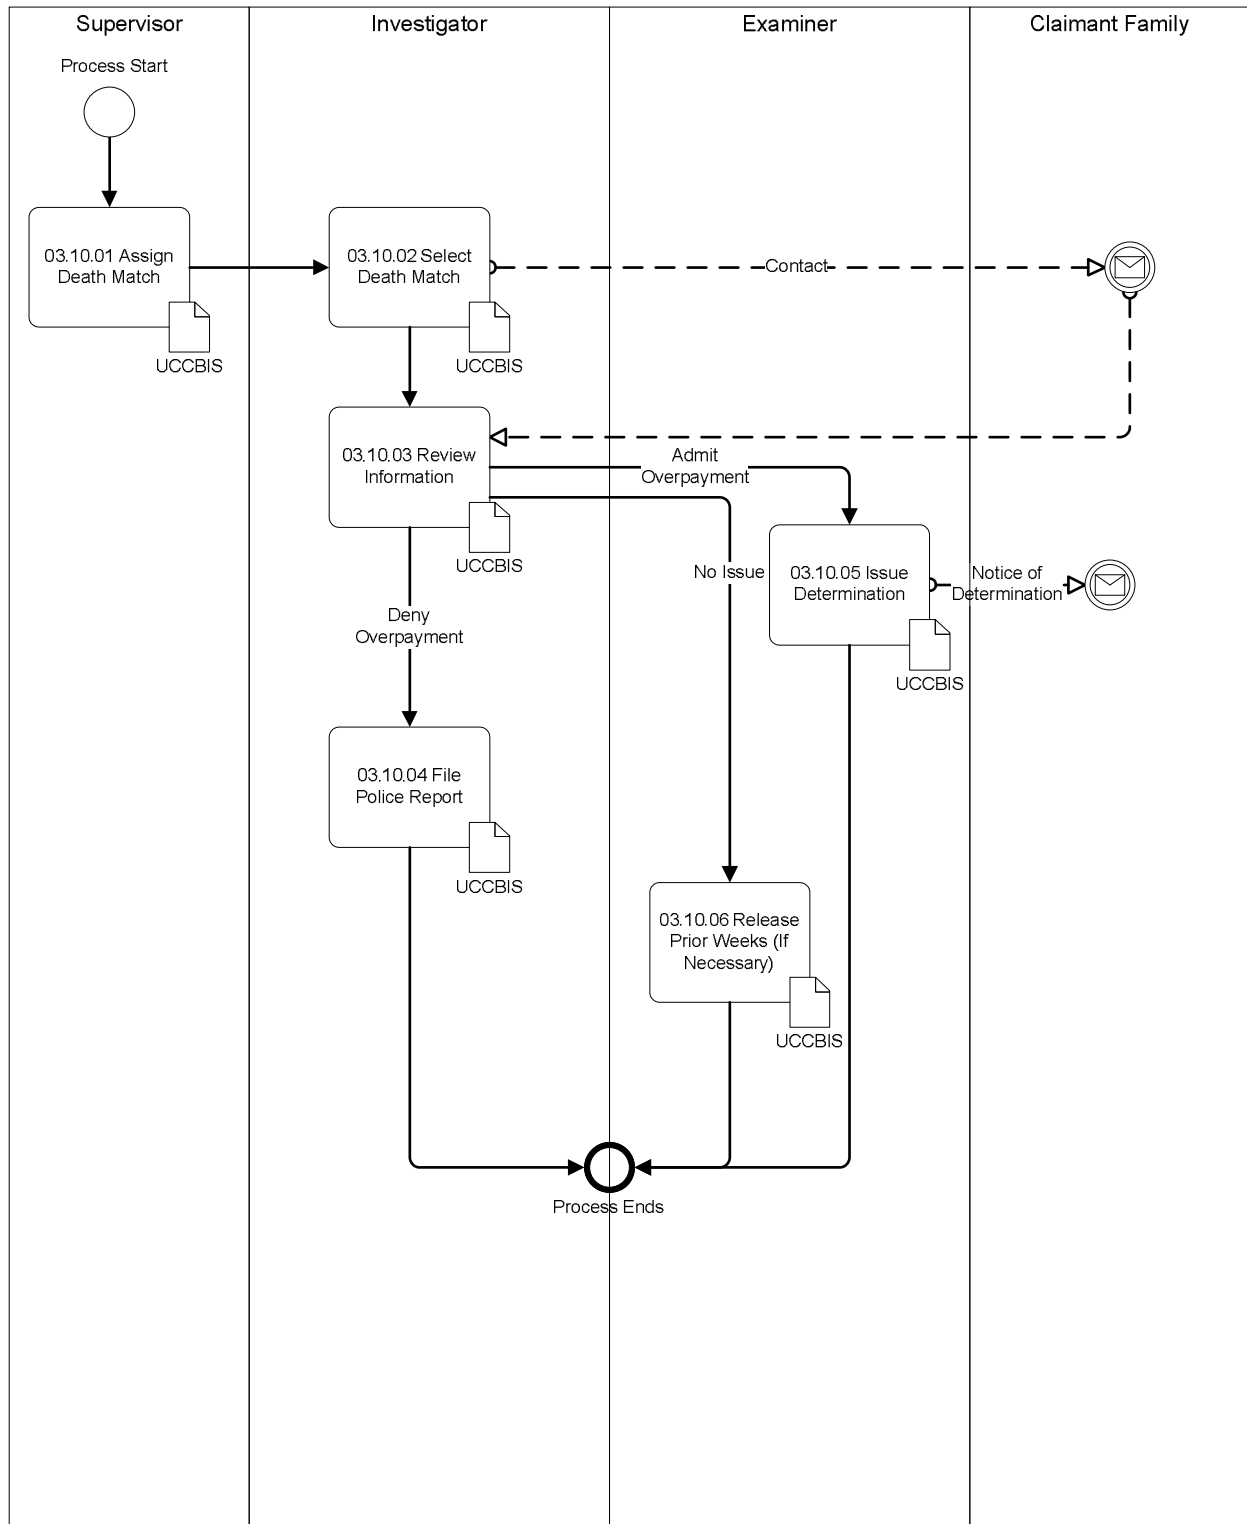 Supervisor
Investigator
Examiner
Claimant Family
Process Start
03.10.01 Assign
Death Match
UCCBIS
03.10.02 Select
Death Match
UCCBIS
Contact
03.10.03 Review
Information
UCCBIS
Admit
Overpayment
No Issue
03.10.05 Issue
Determination
UCCBIS
Notice of
Determination
Deny
Overpayment
03.10.04 File
Police Report
UCCBIS
03.10.06 Release
Prior Weeks (If
Necessary)
UCCBIS
Process Ends